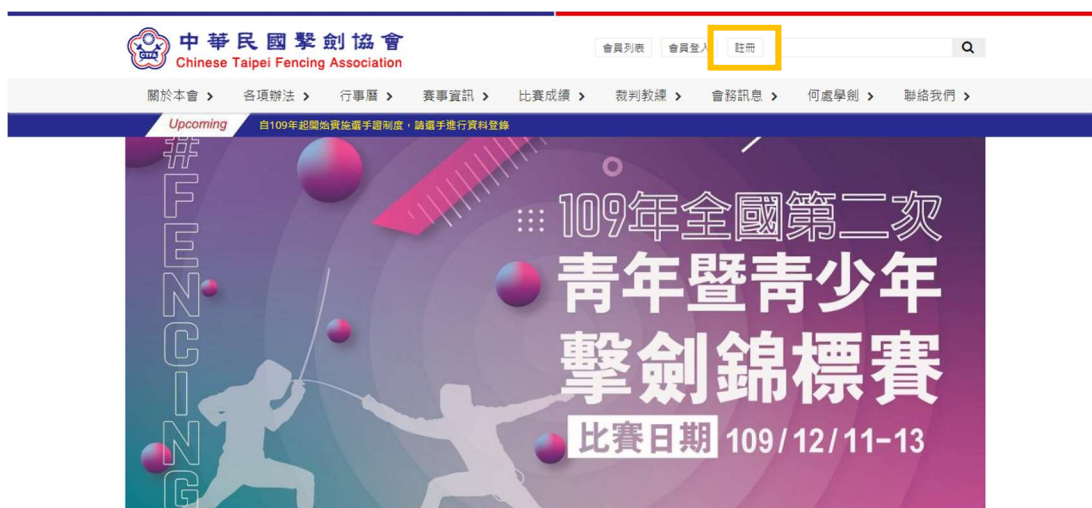 中華民國擊劍協會
Chinese Taipei Fencing Association
CTFA
會員列表 會員登入 註冊
關於本會 各項辦法 行事曆 賽事資訊 比賽成績 裁判教練 會務訊息 何處學劍 聯絡我們
Upcoming 自109年起開始實施選手證制度，請選手進行資料登錄
#FENCING
109年全國第二次
青年暨青少年
擊劍錦標賽
比賽日期 109/12/11-13